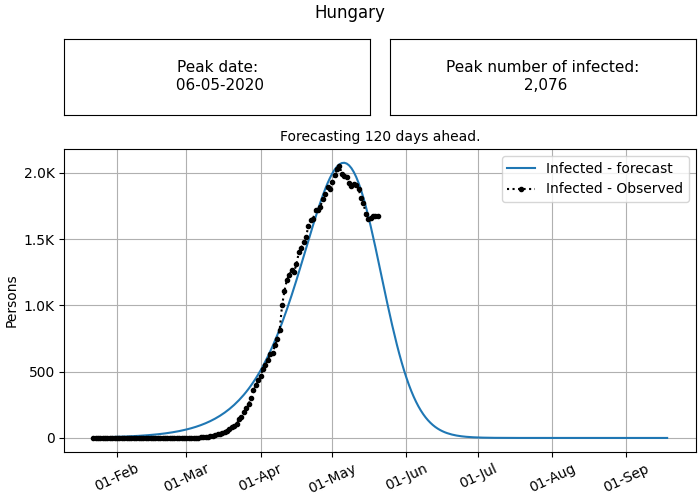 Hungary
Peak date:
06-05-2020
Peak number of infected:
2,076
Forecasting 120 days ahead.
Infected - forecast
Infected - Observed
Persons
2.0K
1.5K
1.0K
500
0
01-Feb
01-Mar
01-Apr
01-May
01-Jun
01-Jul
01-Aug
01-Sep